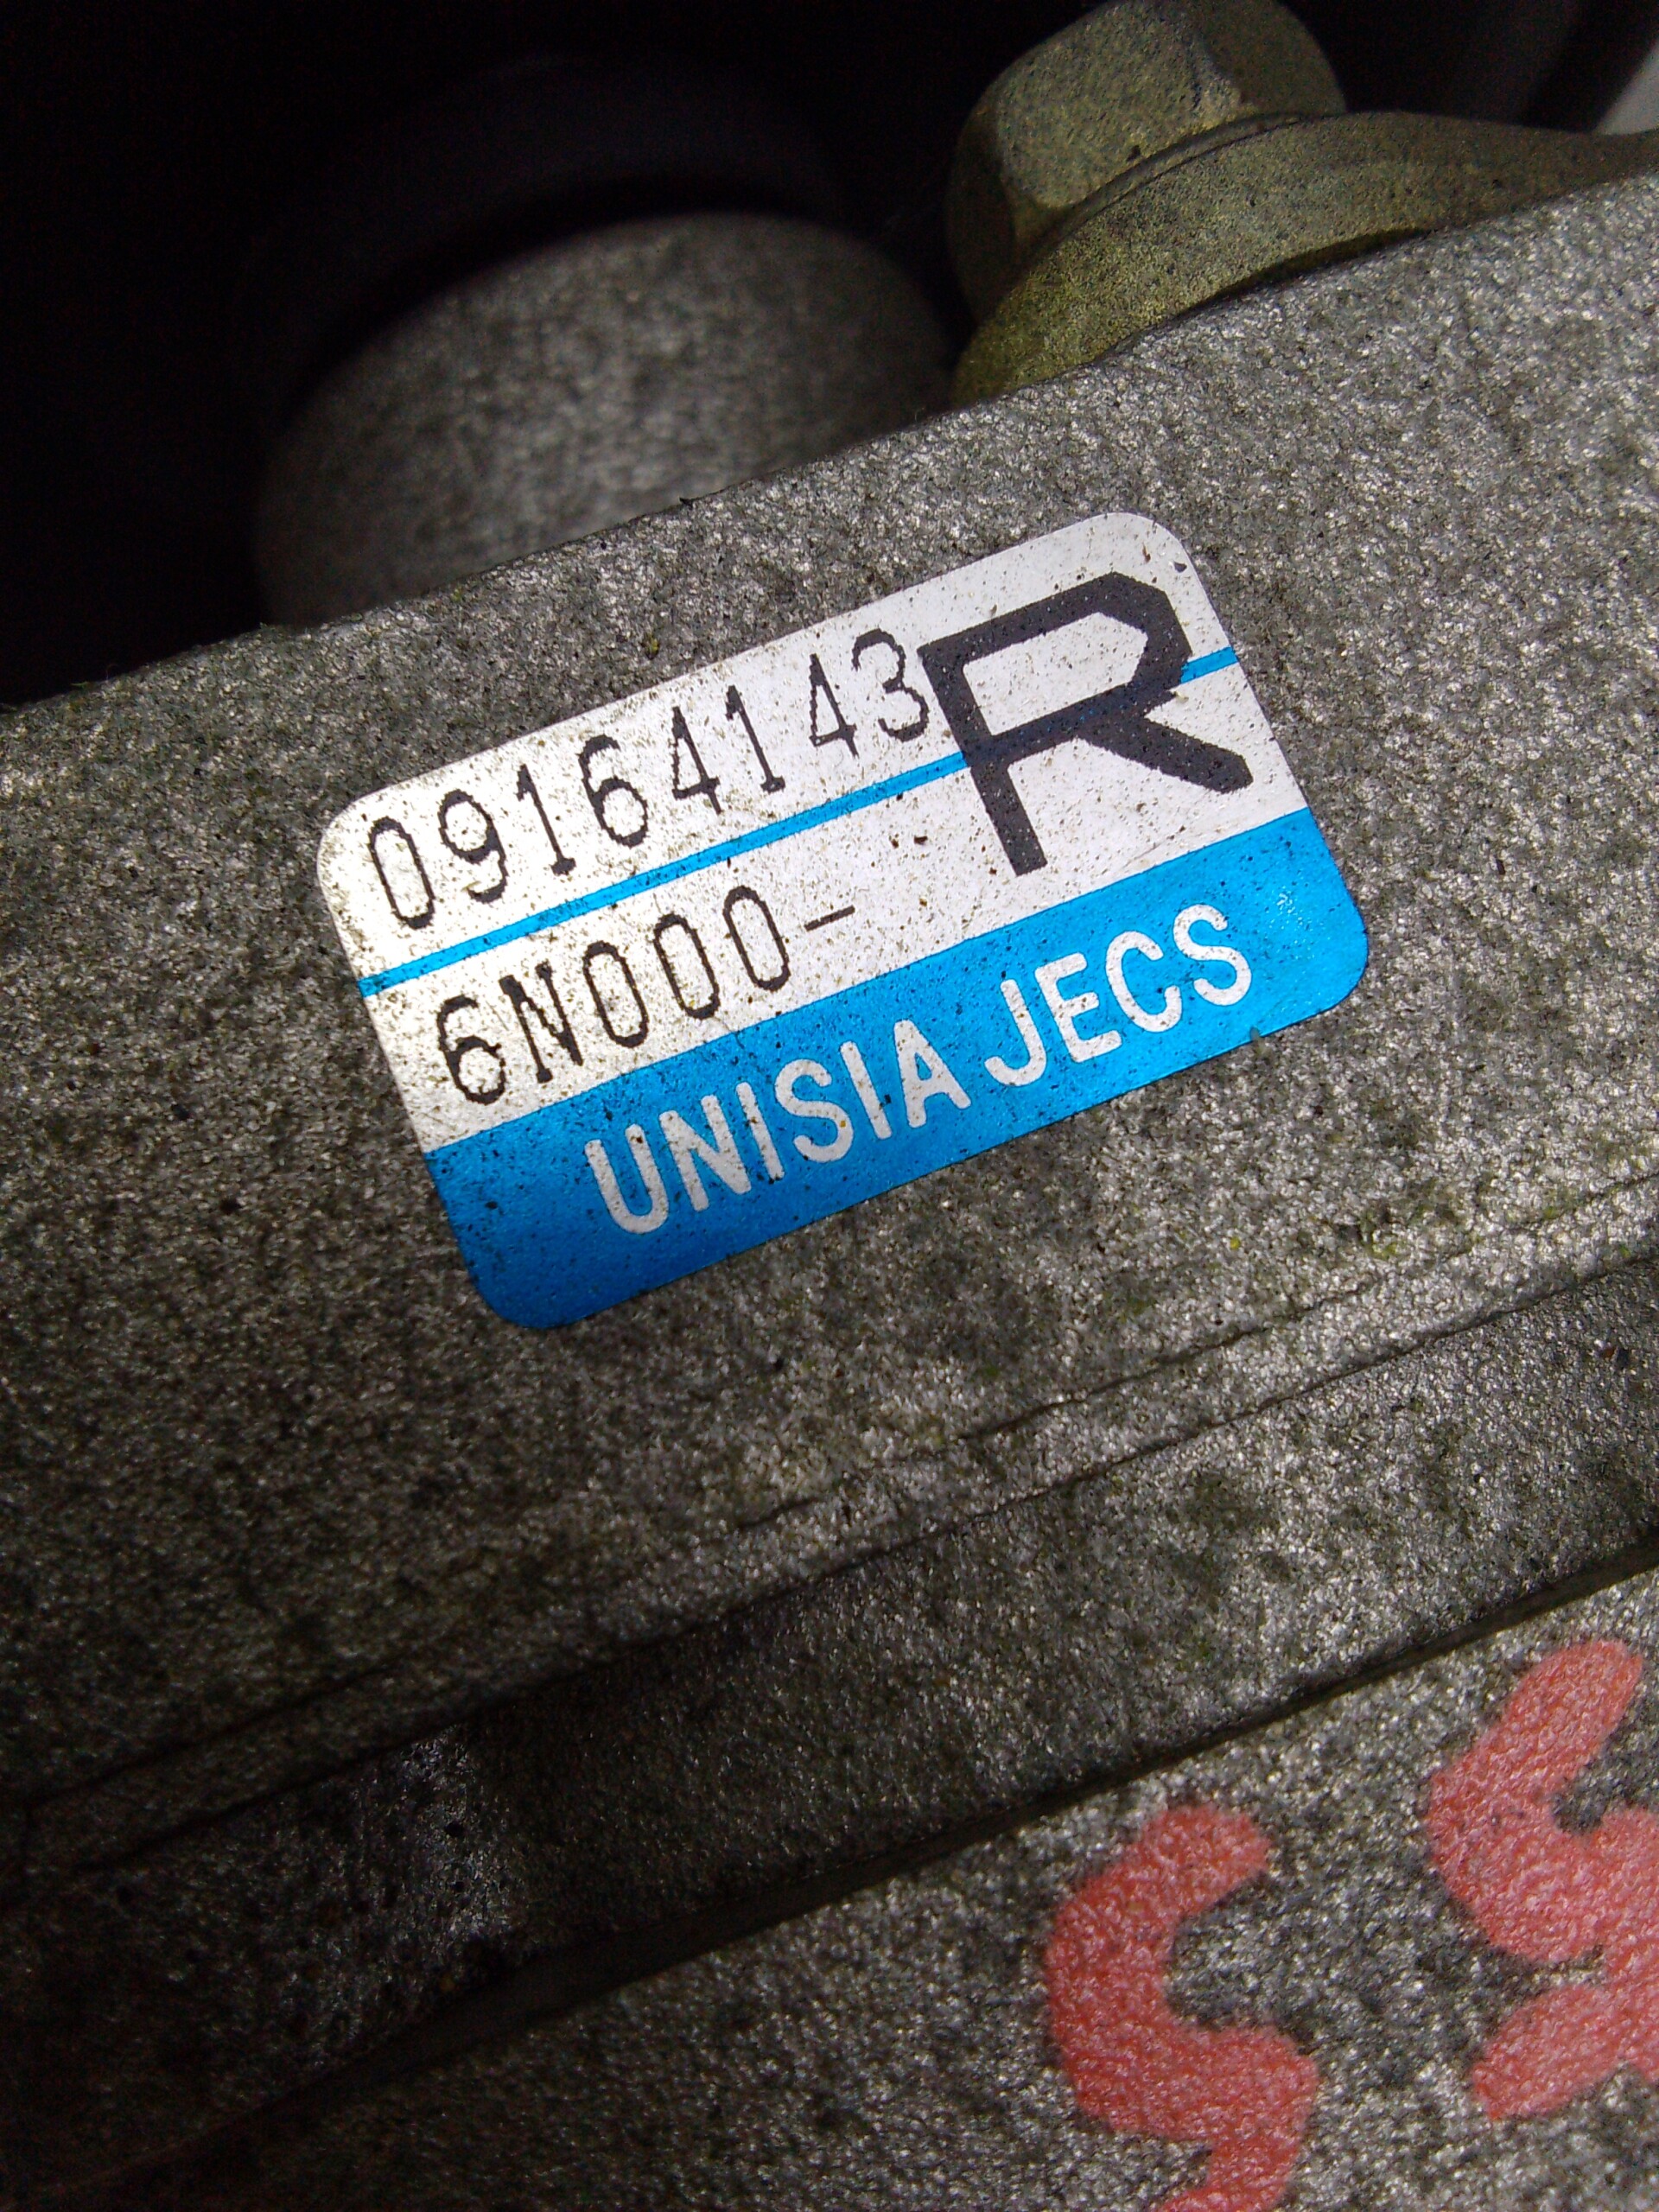 09164143
R
6N000-
UNISIA JECS